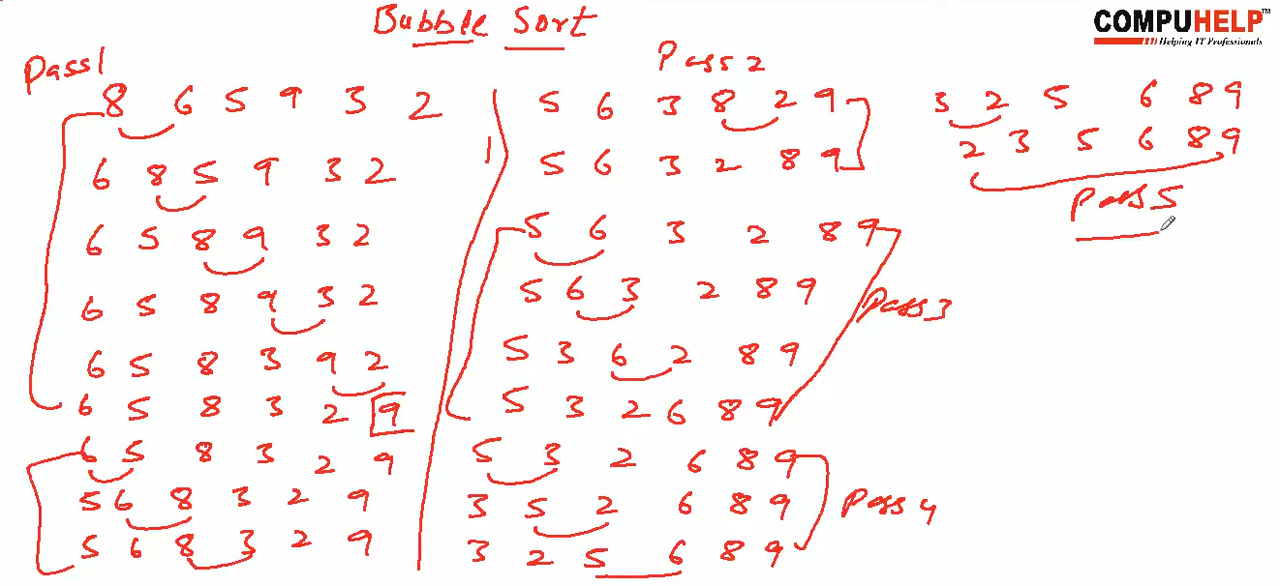 Bubble Sort
COMPUHELP™
Helping IT Professionals
Pass1
8 6 5 9 3 2
6 8 5 9 3 2
6 5 8 9 3 2
6 5 8 9 3 2
6 5 8 3 9 2
6 5 8 3 2 9
6 5 8 3 2 9
5 6 8 3 2 9
5 6 8 3 2 9
Pass 2
5 6 3 8 2 9
5 6 3 2 8 9
5 6 3 2 8 9
5 6 3 2 8 9
Pass 3
5 3 6 2 8 9
5 3 2 6 8 9
5 3 2 6 8 9
3 5 2 6 8 9
Pass 4
3 2 5 6 8 9
3 2 5 6 8 9
2 3 5 6 8 9
Pass 5